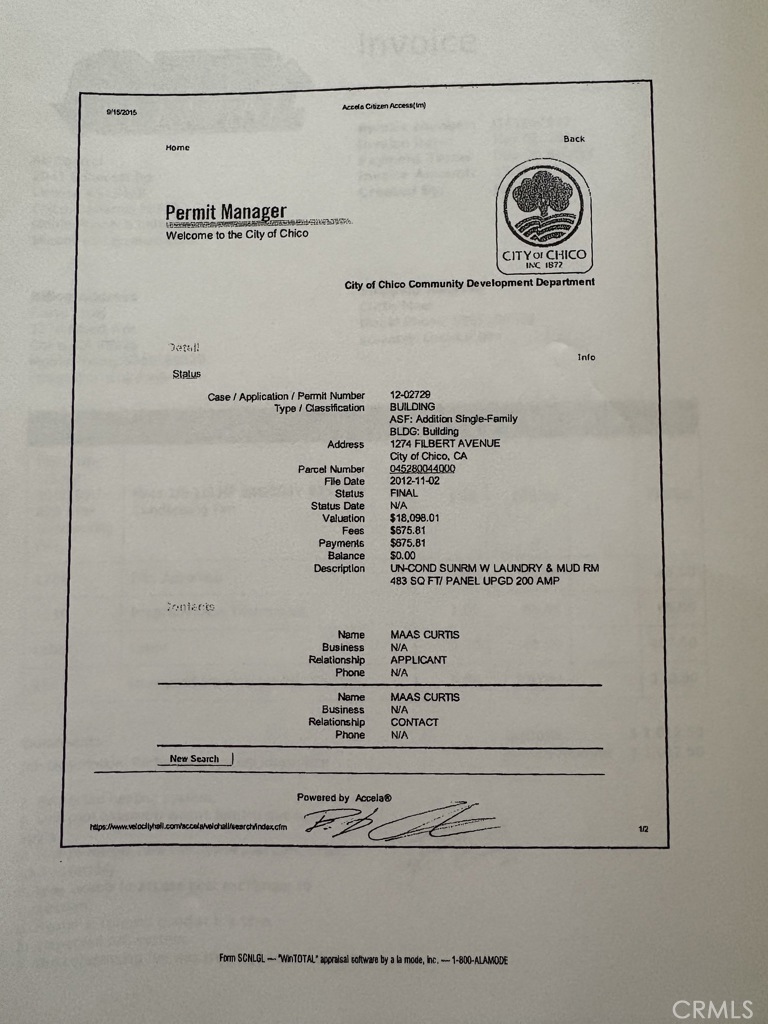 Invoice
9/15/2015
Accela Citizen Access(tm)
Home
Back
Permit Manager
Welcome to the City of Chico
CITY OF CHICO
INC 1872
City of Chico Community Development Department
Detail
Info
Status
Case / Application / Permit Number 12-02729
Type / Classification BUILDING
ASF: Addition Single-Family
BLDG: Building
Address 1274 FILBERT AVENUE
City of Chico, CA
Parcel Number 045280044000
File Date 2012-11-02
Status FINAL
Status Date N/A
Valuation $18,098.01
Fees $675.81
Payments $675.81
Balance $0.00
Description UN-COND SUNRM W LAUNDRY & MUD RM
483 SQ FT/ PANEL UPGD 200 AMP
Contacts
Name MAAS CURTIS
Business N/A
Relationship APPLICANT
Phone N/A
Name MAAS CURTIS
Business N/A
Relationship CONTACT
Phone N/A
New Search
Powered by Accela®
https://www.velocityhall.com/accela/velohall/search/index.cfm
1/2
Form SCNLGL — "WinTOTAL" appraisal software by a la mode, inc. — 1-800-ALAMODE
CRMLS